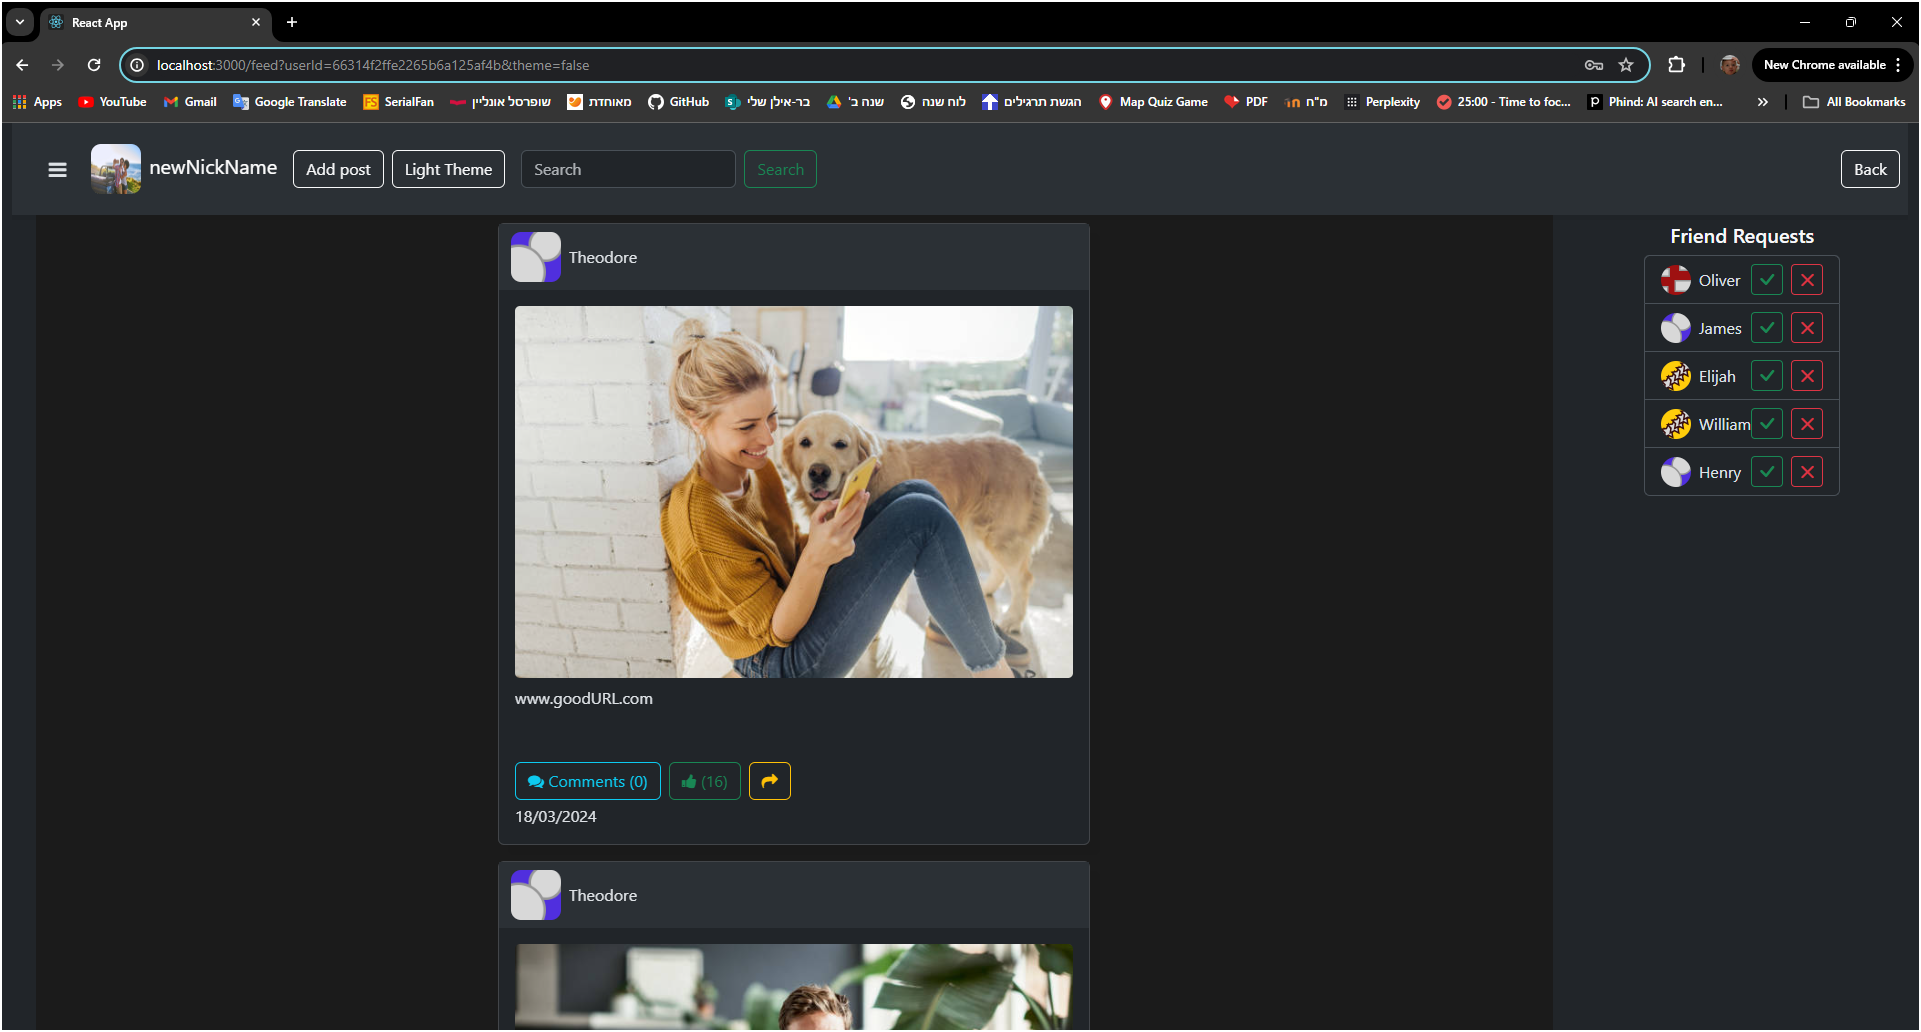 React App
localhost:3000/feed?userId=66314f2ffe2265b6a125af4b&theme=false
New Chrome available
Apps YouTube Gmail Google Translate SerialFan שופרסל אונליין מאוחדת GitHub בר-אילן שלי שנה ב' לוח שנה הגשת תרגילים Map Quiz Game PDF מ"ח Perplexity 25:00 - Time to foc... Phind: AI search en... All Bookmarks
newNickName Add post Light Theme Search Search Back
Theodore
www.goodURL.com
Comments (0) (16)
18/03/2024
Theodore
Friend Requests
Oliver
James
Elijah
William
Henry